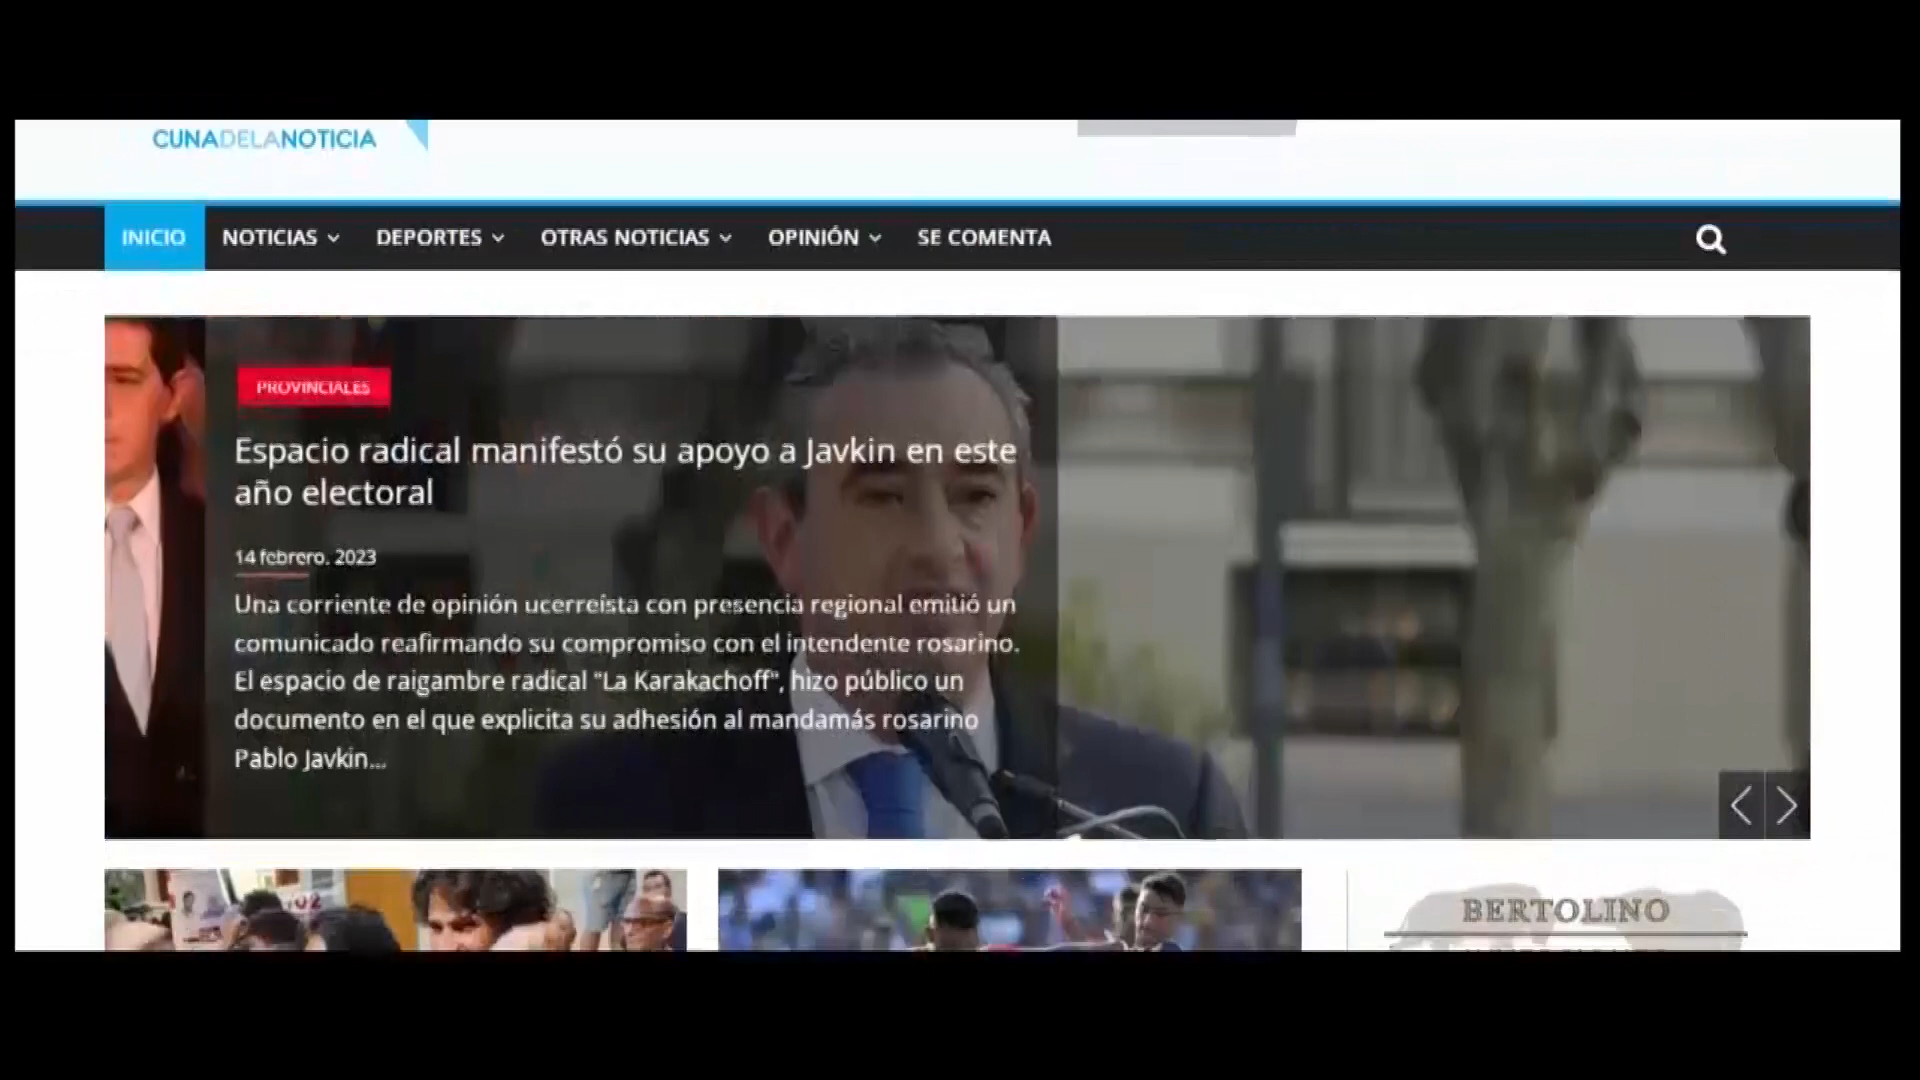 CUNADELANOTICIA
INICIO NOTICIAS DEPORTES OTRAS NOTICIAS OPINIÓN SE COMENTA
PROVINCIALES
Espacio radical manifestó su apoyo a Javkin en este
año electoral
14 febrero, 2023
Una corriente de opinión ucerreísta con presencia regional emitió un
comunicado reafirmando su compromiso con el intendente rosarino.
El espacio de raigambre radical "La Karakachoff", hizo público un
documento en el que explicita su adhesión al mandamás rosarino
Pablo Javkin...
BERTOLINO